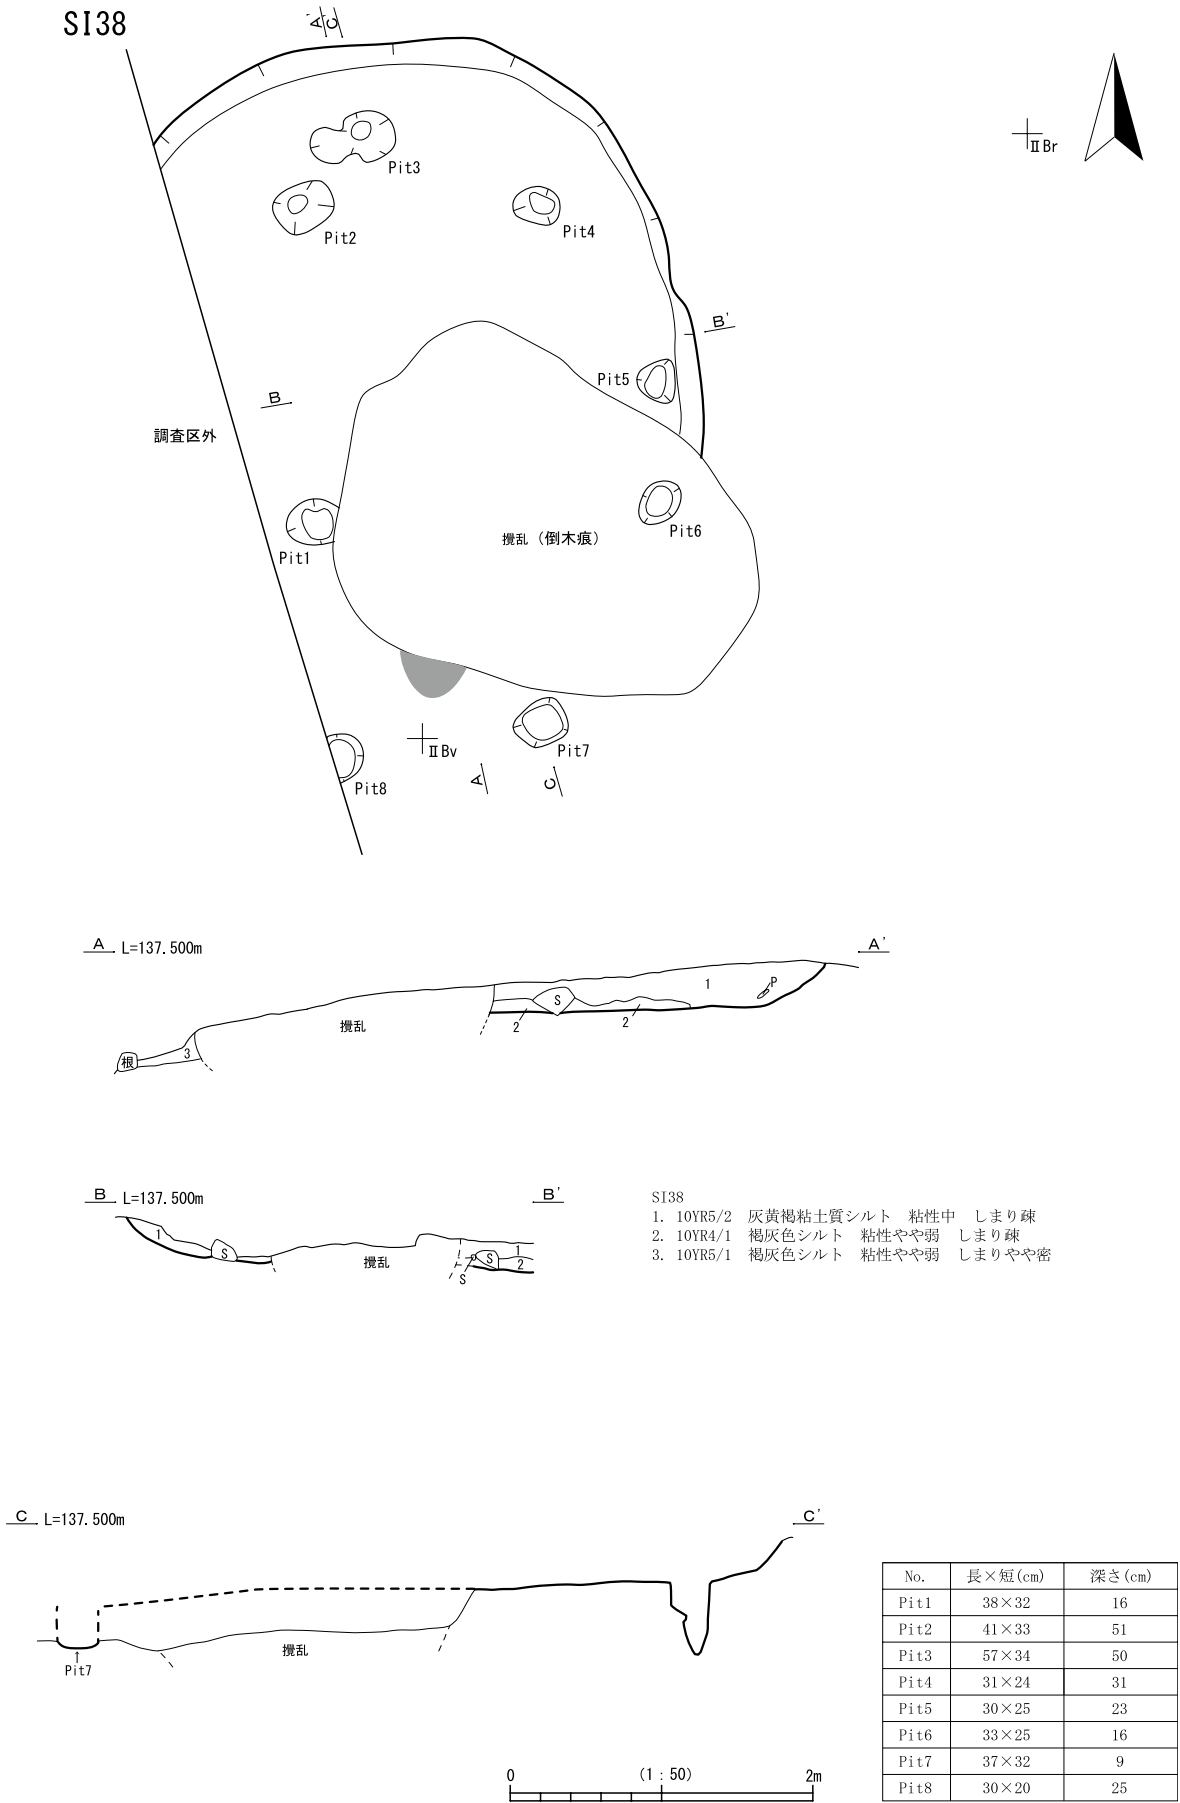 SI38
A' C'
ⅡBr
Pit3
Pit2
Pit4
B'
Pit5
B
調査区外
Pit6
攪乱（倒木痕）
Pit1
ⅡBv
Pit7
A
C
Pit8
A L=137.500m A'
1
P
S
2
2
攪乱
3
根
B L=137.500m B'
1
S
攪乱
S
1
2
S
SI38
1. 10YR5/2 灰黄褐粘土質シルト 粘性中 しまり疎
2. 10YR4/1 褐灰色シルト 粘性やや弱 しまり疎
3. 10YR5/1 褐灰色シルト 粘性やや弱 しまりやや密
C L=137.500m C'
攪乱
↑
Pit7
0 (1:50) 2m
No. 長×短(cm) 深さ(cm)
Pit1 38×32 16
Pit2 41×33 51
Pit3 57×34 50
Pit4 31×24 31
Pit5 30×25 23
Pit6 33×25 16
Pit7 37×32 9
Pit8 30×20 25